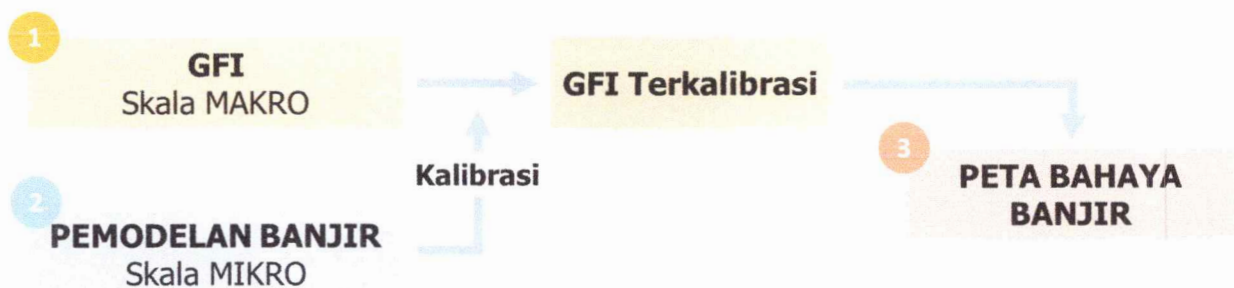 1
GFI
Skala MAKRO
GFI Terkalibrasi
Kalibrasi
2
PEMODELAN BANJIR
Skala MIKRO
3
PETA BAHAYA
BANJIR